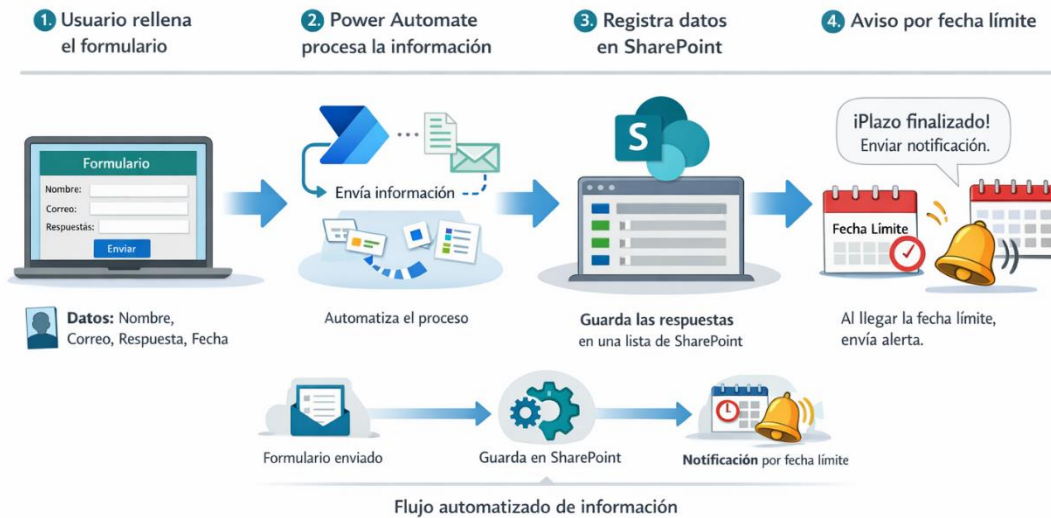 1. Usuario rellena
el formulario
2. Power Automate
procesa la información
3. Registra datos
en SharePoint
4. Aviso por fecha límite
Formulario
Nombre:
Correo:
Respuestas:
Enviar
Envía información
S
¡Plazo finalizado!
Enviar notificación.
Fecha Límite
Datos: Nombre,
Correo, Respuesta, Fecha
Automatiza el proceso
Guarda las respuestas
en una lista de SharePoint
Al llegar la fecha límite,
envía alerta.
Formulario enviado
Guarda en SharePoint
Notificación por fecha límite
Flujo automatizado de información